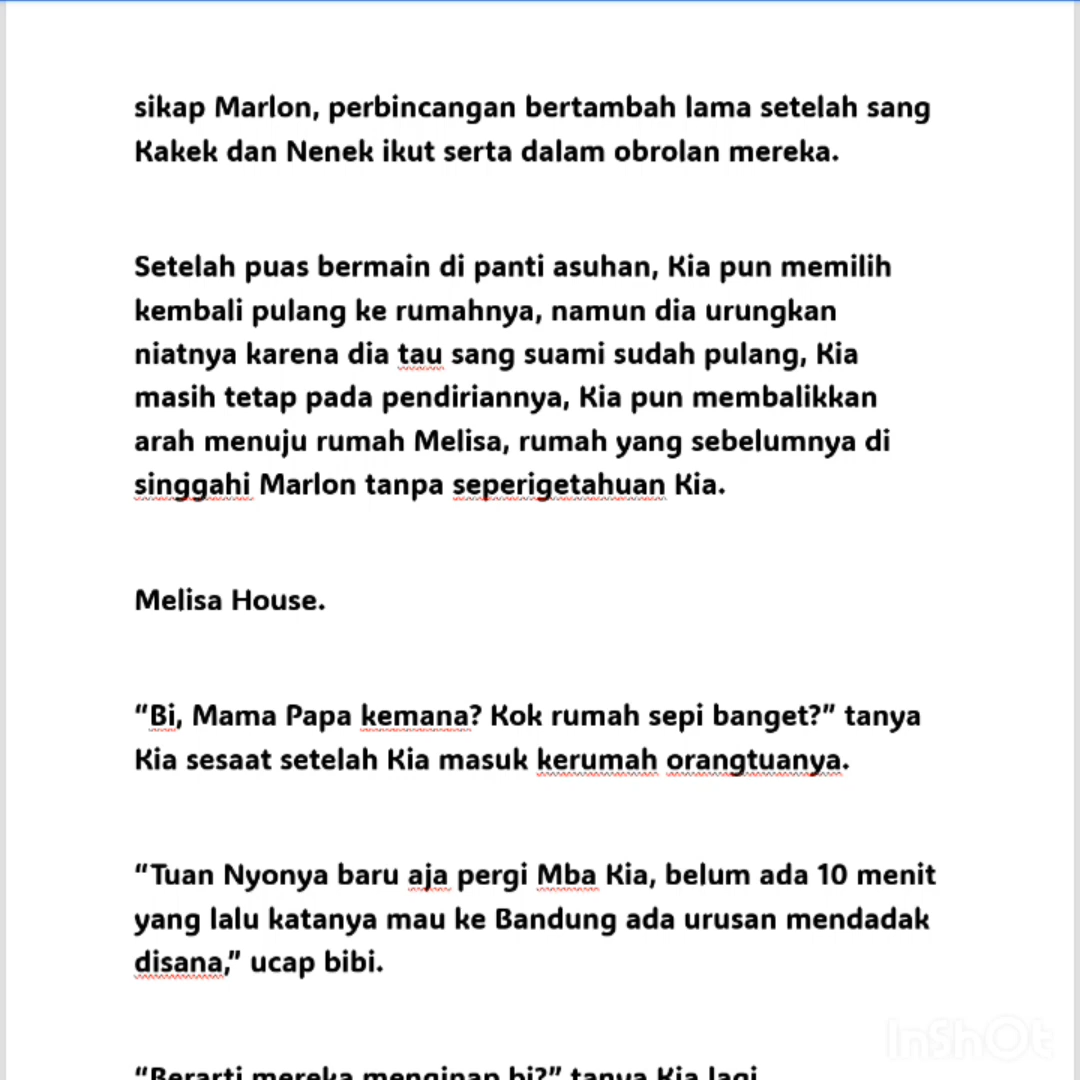 sikap Marlon, perbincangan bertambah lama setelah sang
Kakek dan Nenek ikut serta dalam obrolan mereka.
Setelah puas bermain di panti asuhan, Kia pun memilih
kembali pulang ke rumahnya, namun dia urungkan
niatnya karena dia tau sang suami sudah pulang, Kia
masih tetap pada pendiriannya, Kia pun membalikkan
arah menuju rumah Melisa, rumah yang sebelumnya di
singgahi Marlon tanpa seperigetahuan Kia.
Melisa House.
“Bi, Mama Papa kemana? Kok rumah sepi banget?” tanya
Kia sesaat setelah Kia masuk kerumah orangtuanya.
“Tuan Nyonya baru aja pergi Mba Kia, belum ada 10 menit
yang lalu katanya mau ke Bandung ada urusan mendadak
disana,” ucap bibi.
“Berarti mereka menginap bi?” tanya Kia lagi
InShOt